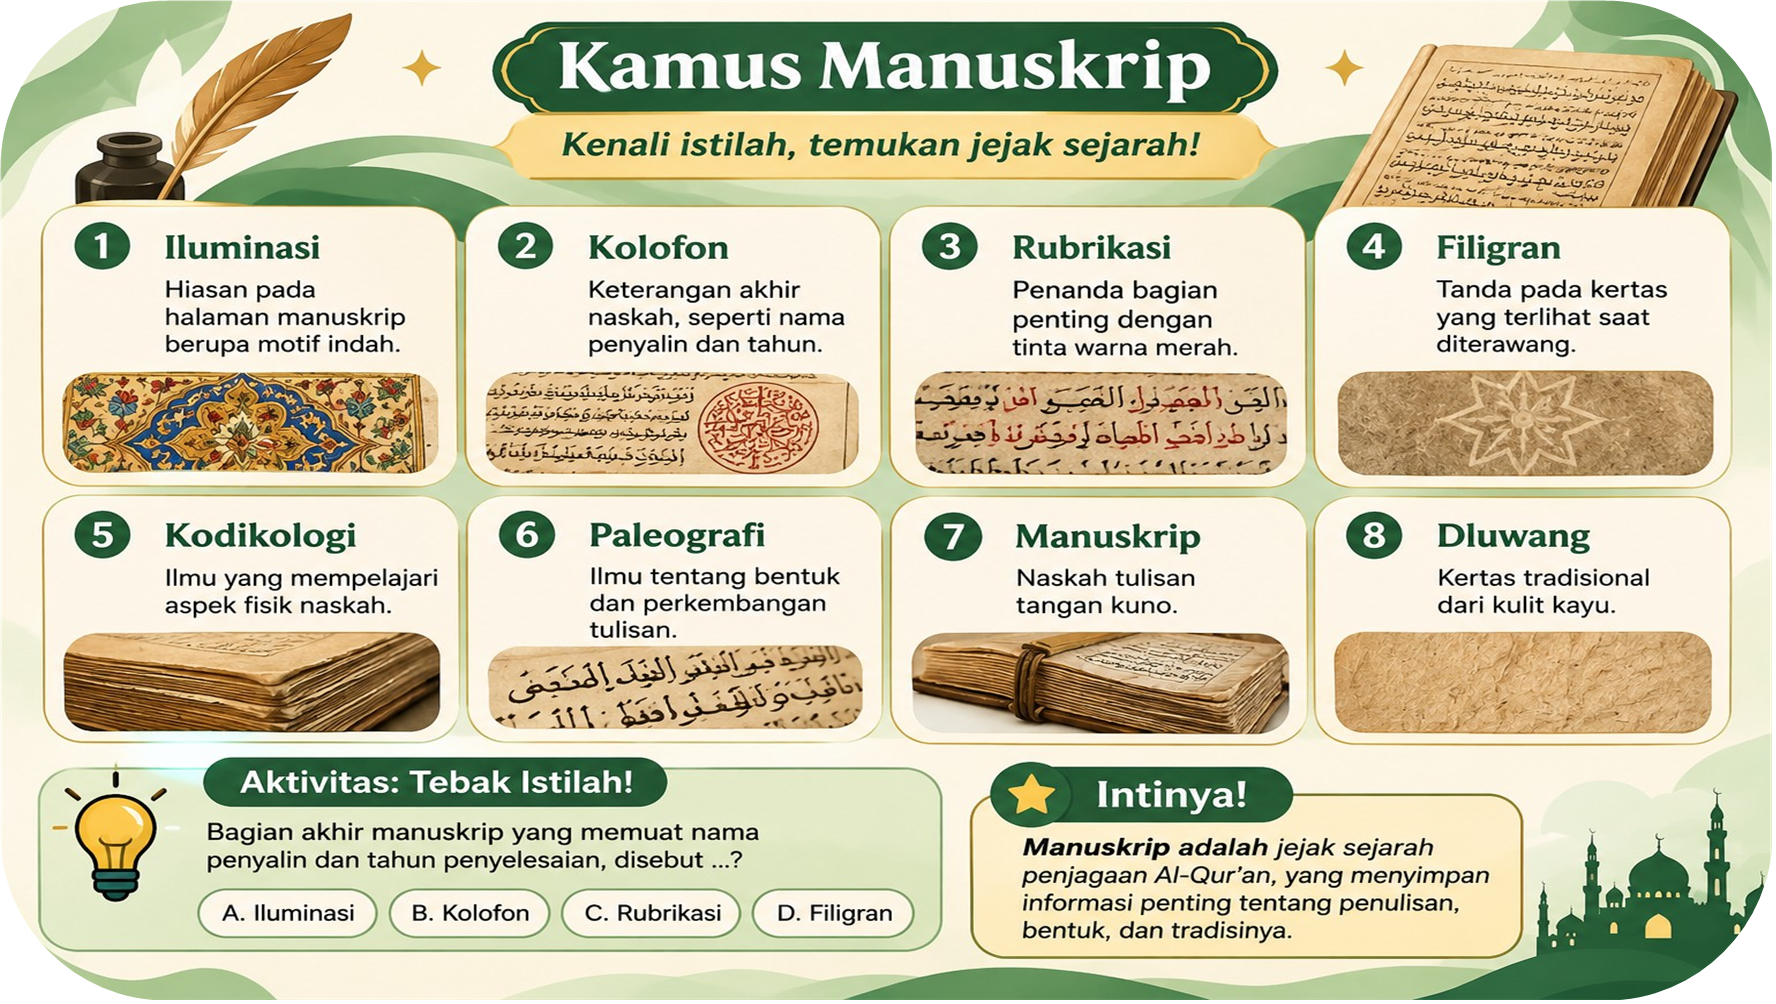 Kamus Manuskrip
Kenali istilah, temukan jejak sejarah!
1 Iluminasi
Hiasan pada
halaman manuskrip
berupa motif indah.
2 Kolofon
Keterangan akhir
naskah, seperti nama
penyalin dan tahun.
3 Rubrikasi
Penanda bagian
penting dengan
tinta warna merah.
4 Filigran
Tanda pada kertas
yang terlihat saat
diterawang.
5 Kodikologi
Ilmu yang mempelajari
aspek fisik naskah.
6 Paleografi
Ilmu tentang bentuk
dan perkembangan
tulisan.
7 Manuskrip
Naskah tulisan
tangan kuno.
8 Dluwang
Kertas tradisional
dari kulit kayu.
Aktivitas: Tebak Istilah!
Bagian akhir manuskrip yang memuat nama
penyalin dan tahun penyelesaian, disebut ...?
A. Iluminasi
B. Kolofon
C. Rubrikasi
D. Filigran
Intinya!
Manuskrip adalah jejak sejarah
penjagaan Al-Qur'an, yang menyimpan
informasi penting tentang penulisan,
bentuk, dan tradisinya.